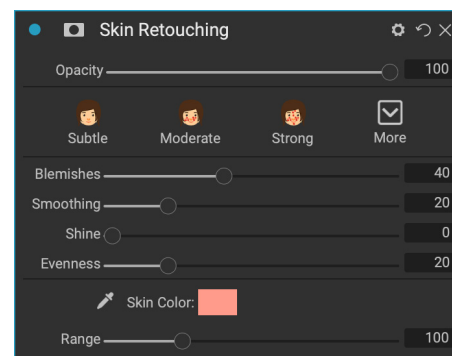 Skin Retouching
Opacity 100
Subtle Moderate Strong More
Blemishes 40
Smoothing 20
Shine 0
Evenness 20
Skin Color:
Range 100